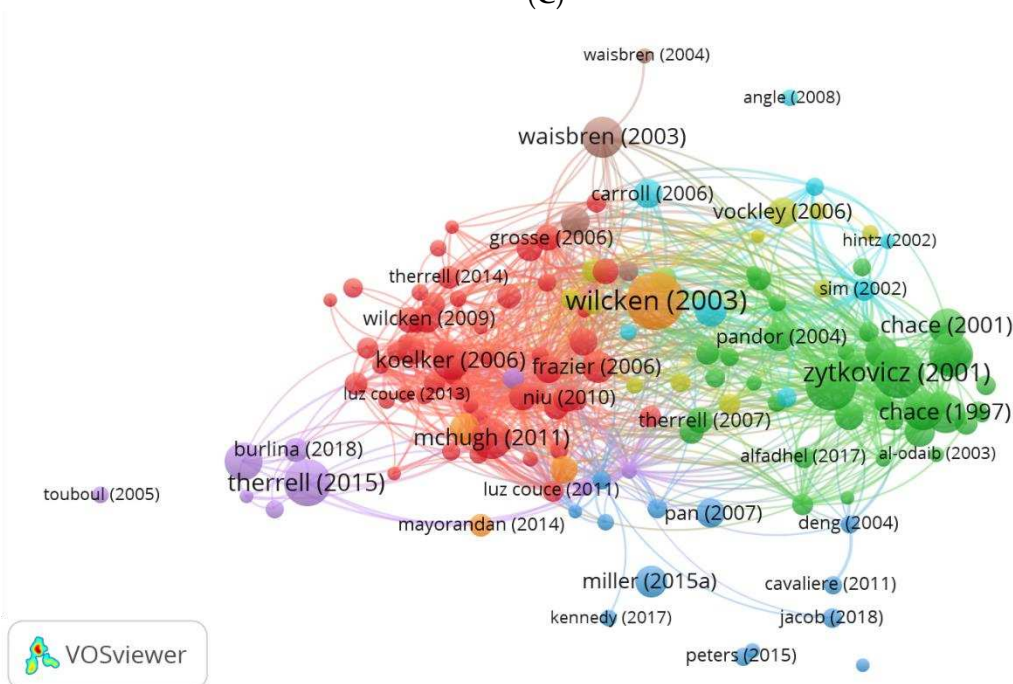 (C)
waisbren (2004)
angle (2008)
waisbren (2003)
carroll (2006)
vockley (2006)
grosse (2006)
hintz (2002)
therrell (2014)
sim (2002)
wilcken (2003)
wilcken (2009)
chace (2001)
pandor (2004)
koelker (2006)
frazier (2006)
zytkovicz (2001)
luz couce (2013)
niu (2010)
chace (1997)
therrell (2007)
mchugh (2011)
burlina (2018)
alfadhel (2017)
al-odaib (2003)
therrell (2015)
luz couce (2011)
touboul (2005)
pan (2007)
mayorandan (2014)
deng (2004)
miller (2015a)
cavaliere (2011)
kennedy (2017)
jacob (2018)
peters (2015)
VOSviewer